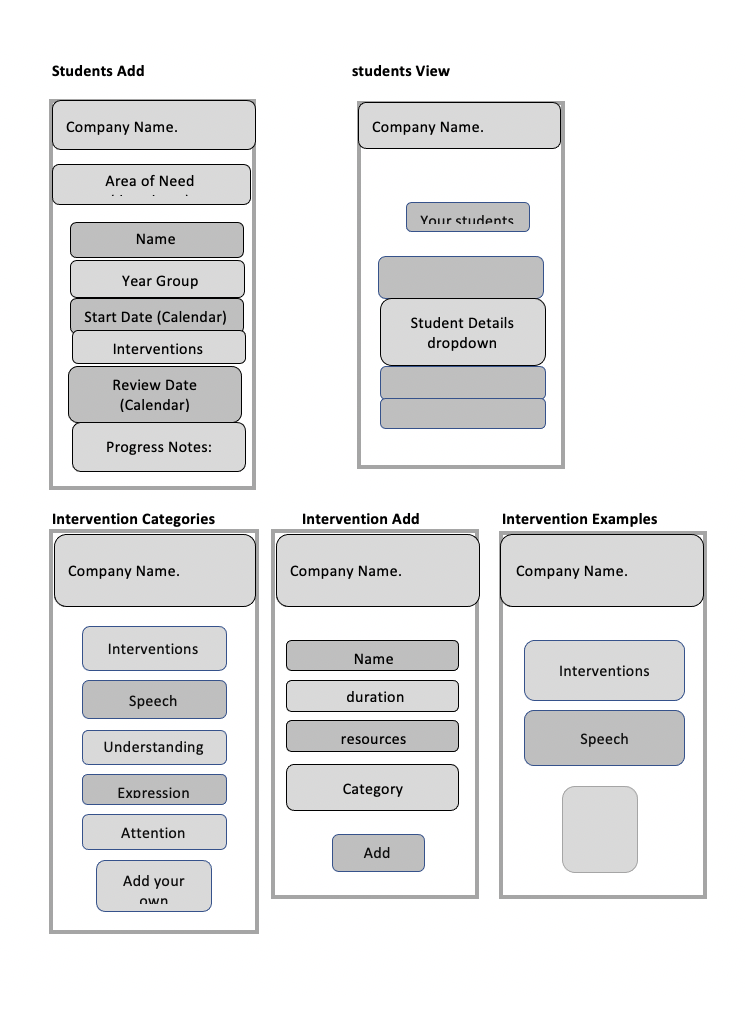 Students Add
students View
Company Name.
Company Name.
Area of Need
Your students
Name
Year Group
Start Date (Calendar)
Student Details
dropdown
Interventions
Review Date
(Calendar)
Progress Notes:
Intervention Categories
Intervention Add
Intervention Examples
Company Name.
Company Name.
Company Name.
Interventions
Speech
Understanding
Expression
Attention
Add your
own
Name
duration
resources
Category
Add
Interventions
Speech